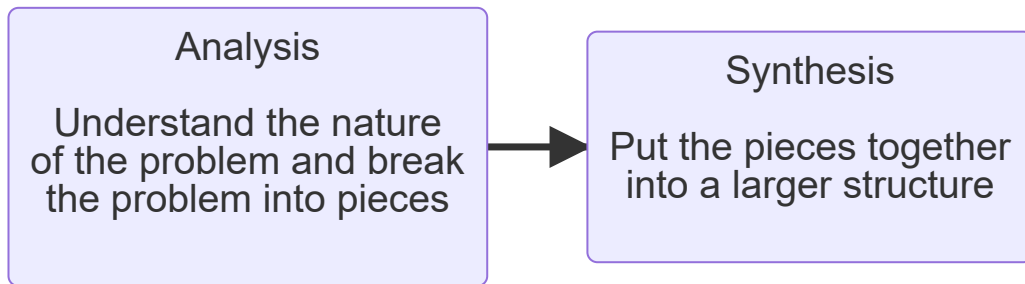 Analysis
Understand the nature
of the problem and break
the problem into pieces
Synthesis
Put the pieces together
into a larger structure